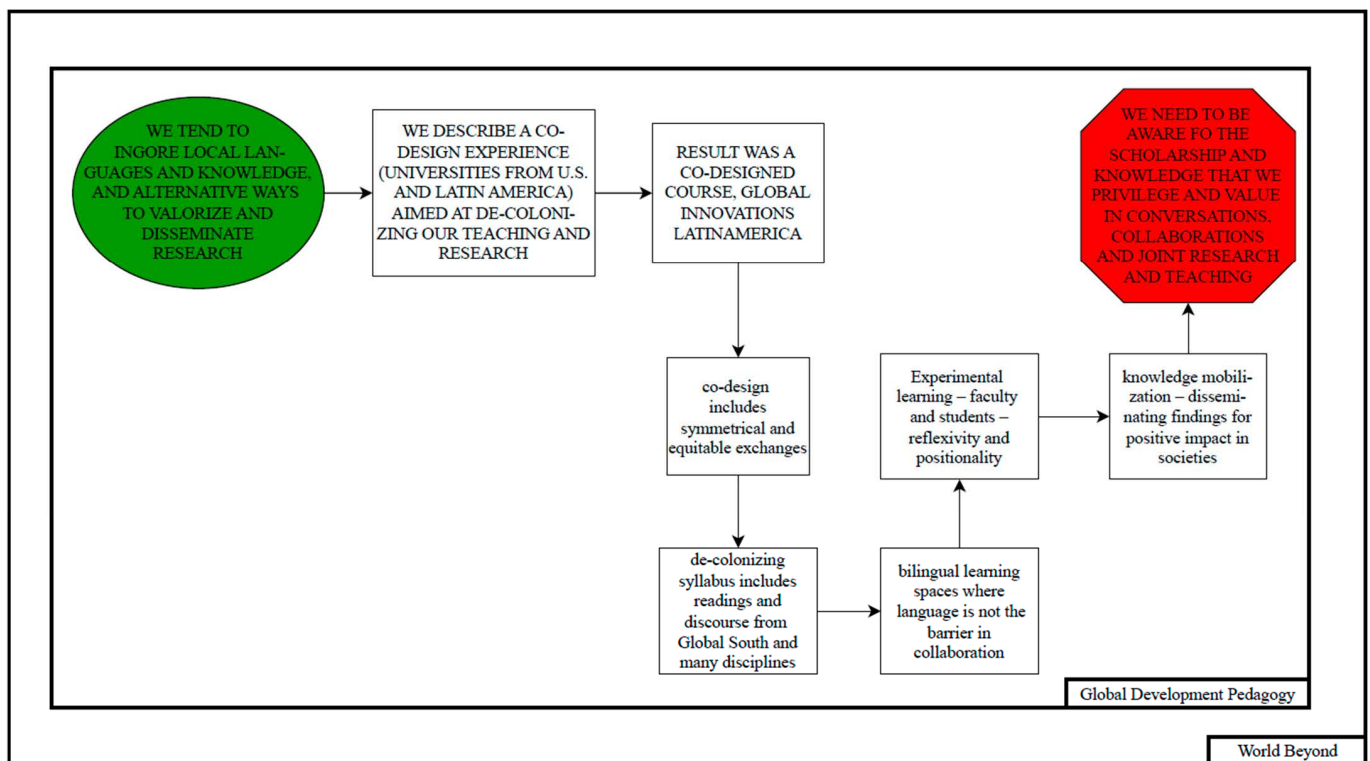 WE TEND TO
INGORE LOCAL LAN-
GUAGES AND KNOWLEDGE,
AND ALTERNATIVE WAYS
TO VALORIZE AND
DISSEMINATE
RESEARCH
WE DESCRIBE A CO-
DESIGN EXPERIENCE
(UNIVERSITIES FROM U.S.
AND LATIN AMERICA)
AIMED AT DE-COLONI-
ZING OUR TEACHING AND
RESEARCH
RESULT WAS A
CO-DESIGNED
COURSE, GLOBAL
INNOVATIONS
LATINAMERICA
co-design
includes
symmetrical and
equitable exchanges
de-colonizing
syllabus includes
readings and
discourse from
Global South and
many disciplines
bilingual learning
spaces where
language is not the
barrier in
collaboration
Experimental
learning – faculty
and students –
reflexivity and
positionality
knowledge mobili-
zation – dissemi-
nating findings for
positive impact in
societies
WE NEED TO BE
AWARE FO THE
SCHOLARSHIP AND
KNOWLEDGE THAT WE
PRIVILEGE AND VALUE
IN CONVERSATIONS,
COLLABORATIONS
AND JOINT RESEARCH
AND TEACHING
Global Development Pedagogy
World Beyond